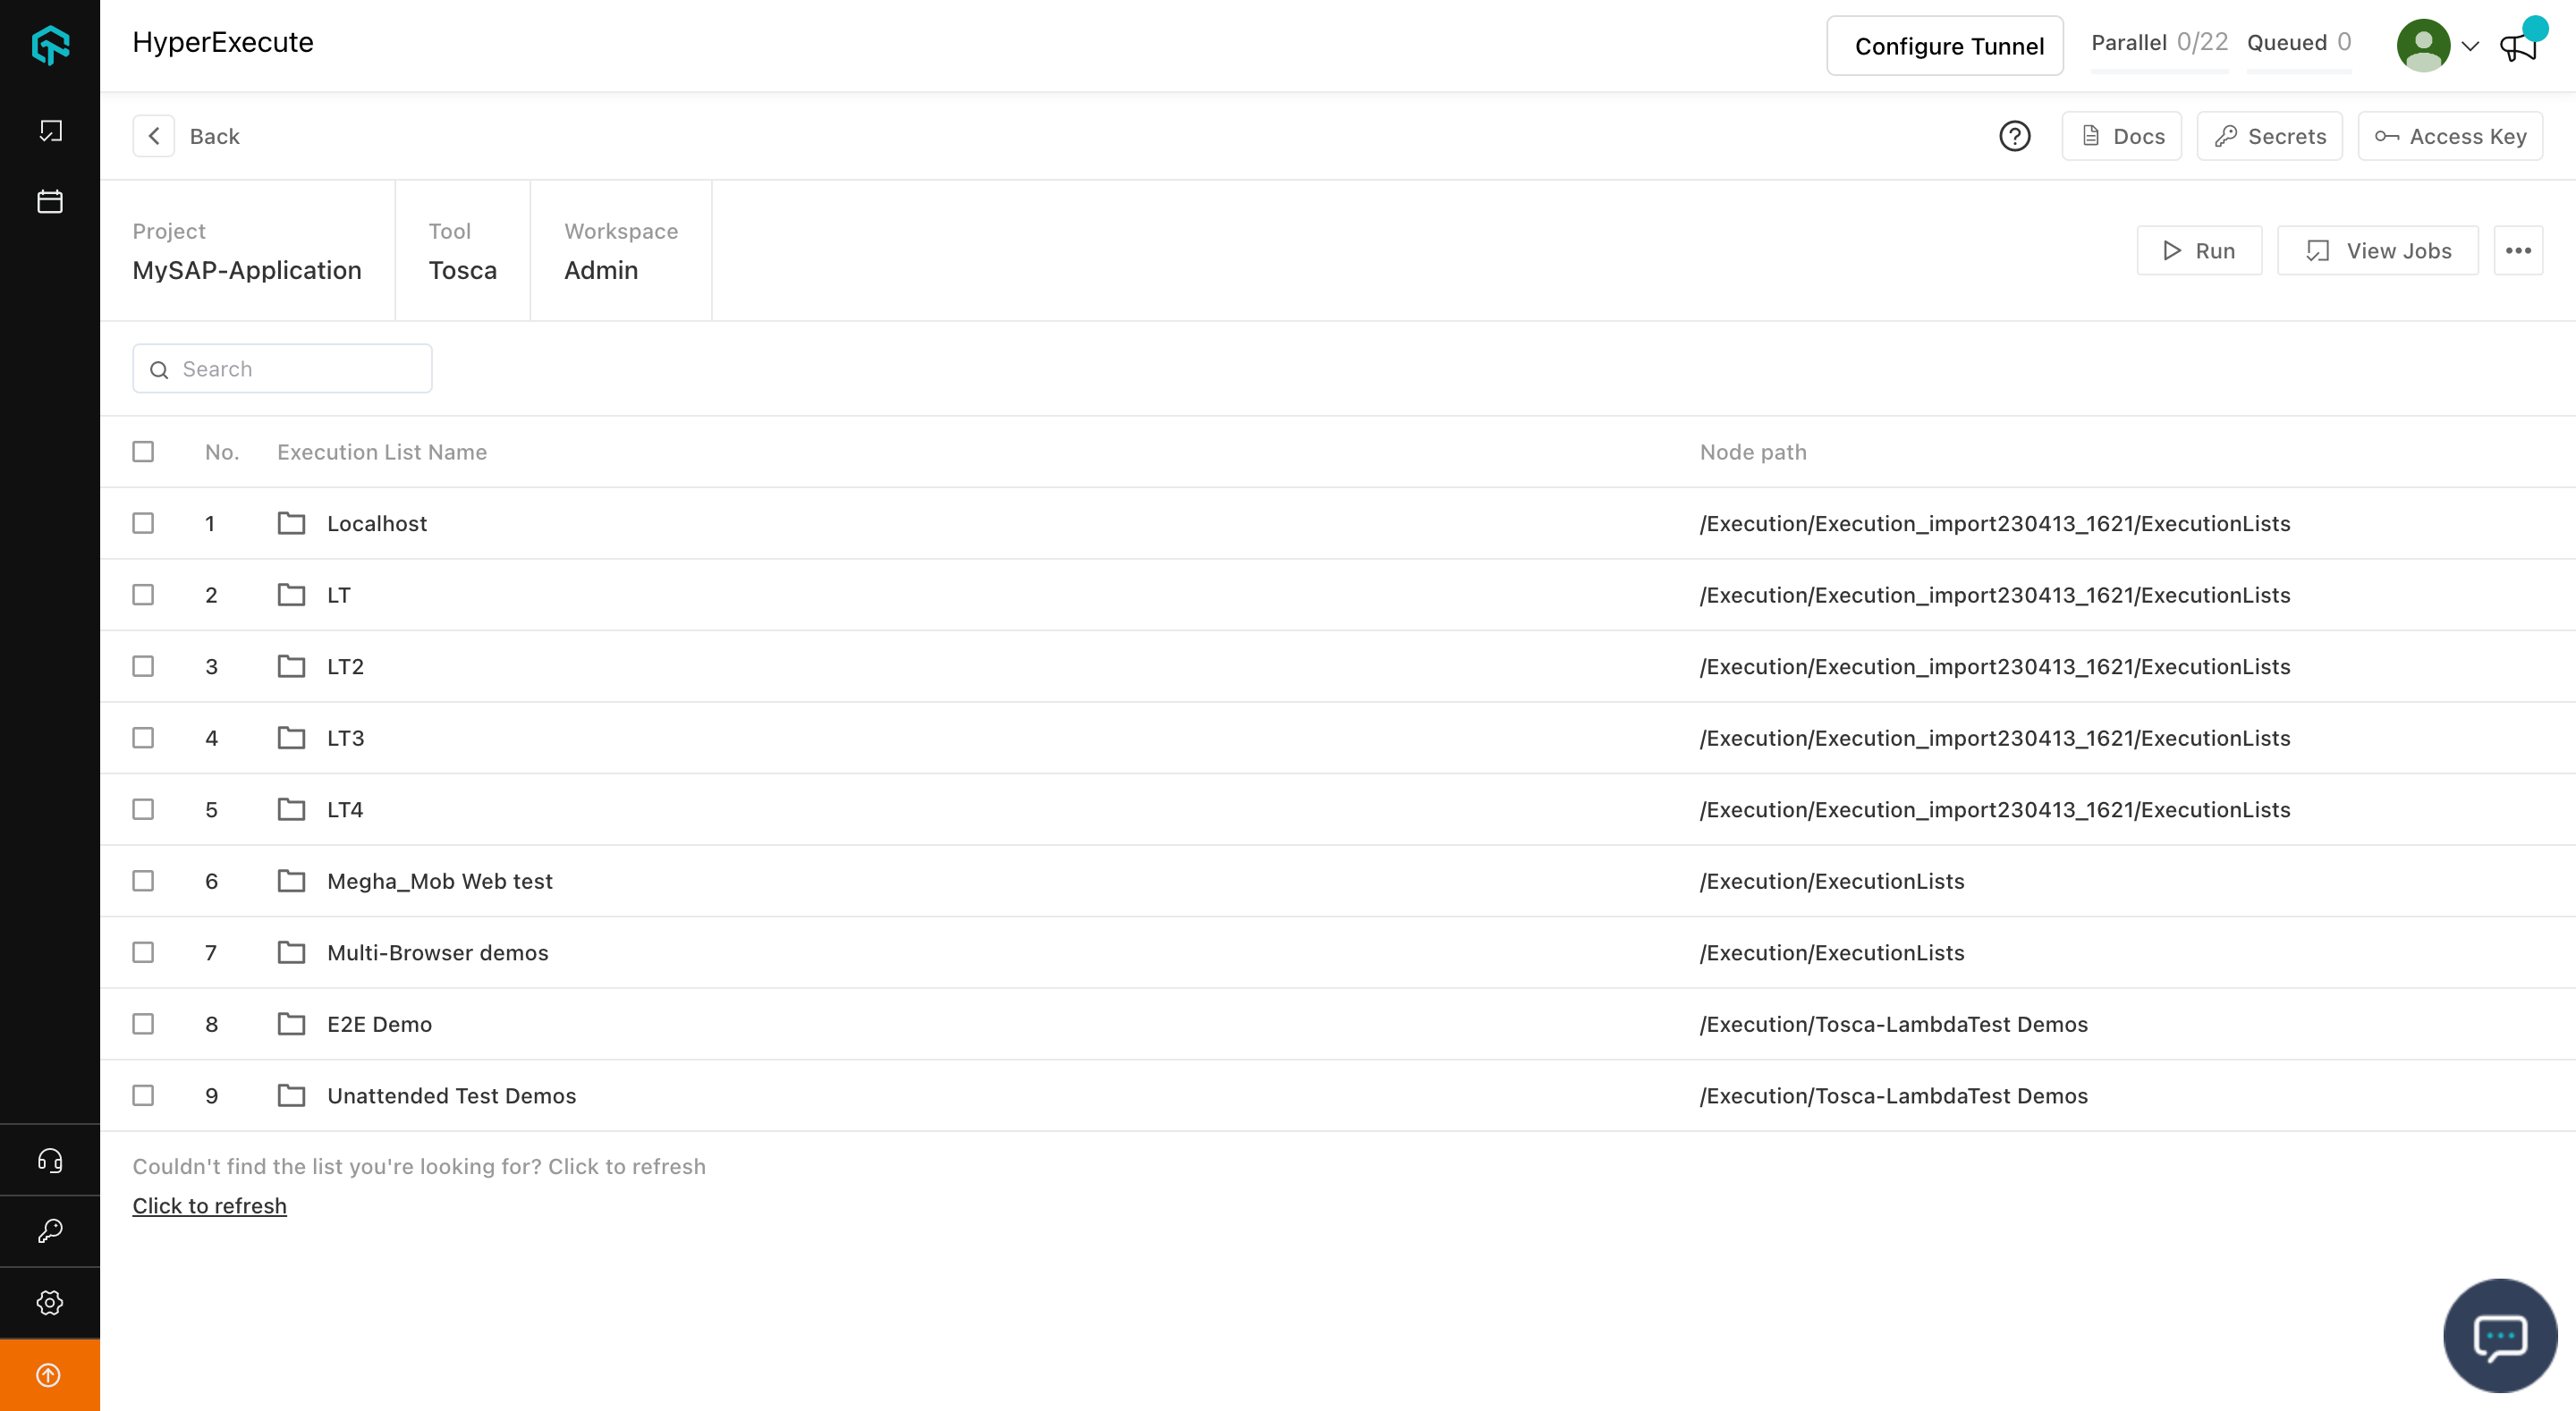 HyperExecute
Configure Tunnel
Parallel 0/22
Queued 0
Back
Docs
Secrets
Access Key
Project
MySAP-Application
Tool
Tosca
Workspace
Admin
Run
View Jobs
Search
No. Execution List Name Node path
1 Localhost /Execution/Execution_import230413_1621/ExecutionLists
2 LT /Execution/Execution_import230413_1621/ExecutionLists
3 LT2 /Execution/Execution_import230413_1621/ExecutionLists
4 LT3 /Execution/Execution_import230413_1621/ExecutionLists
5 LT4 /Execution/Execution_import230413_1621/ExecutionLists
6 Megha_Mob Web test /Execution/ExecutionLists
7 Multi-Browser demos /Execution/ExecutionLists
8 E2E Demo /Execution/Tosca-LambdaTest Demos
9 Unattended Test Demos /Execution/Tosca-LambdaTest Demos
Couldn't find the list you're looking for? Click to refresh
Click to refresh